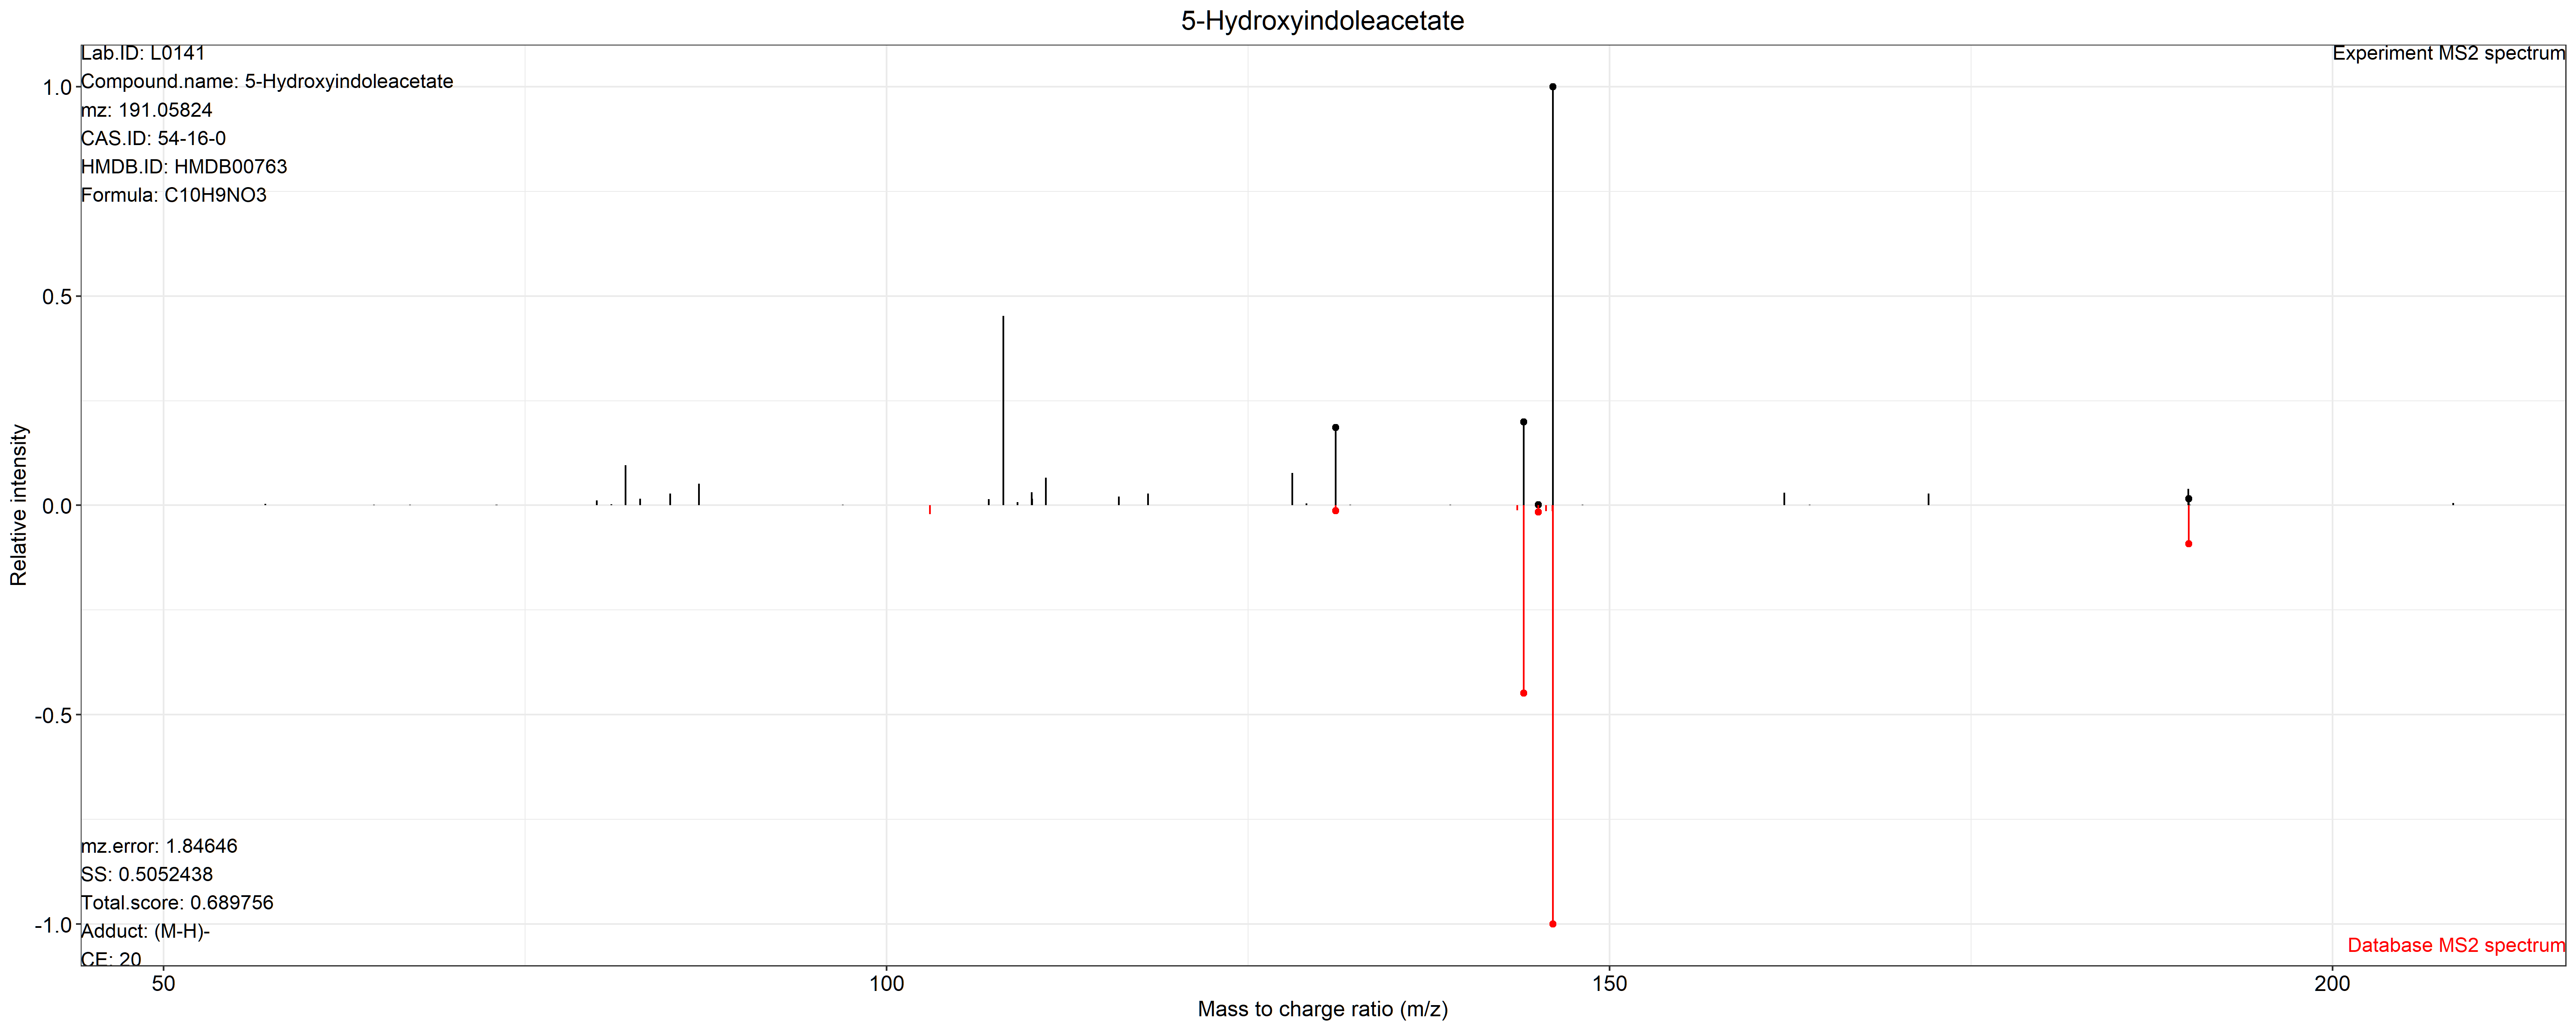 5-Hydroxyindoleacetate
Lab.ID: L0141
Experiment MS2 spectrum
Compound.name: 5-Hydroxyindoleacetate
mz: 191.05824
CAS.ID: 54-16-0
HMDB.ID: HMDB00763
Formula: C10H9NO3
1.0
0.5
0.0
-0.5
-1.0
Relative intensity
mz.error: 1.84646
SS: 0.5052438
Total.score: 0.689756
Adduct: (M-H)-
CE: 20
Database MS2 spectrum
50 100 150 200
Mass to charge ratio (m/z)